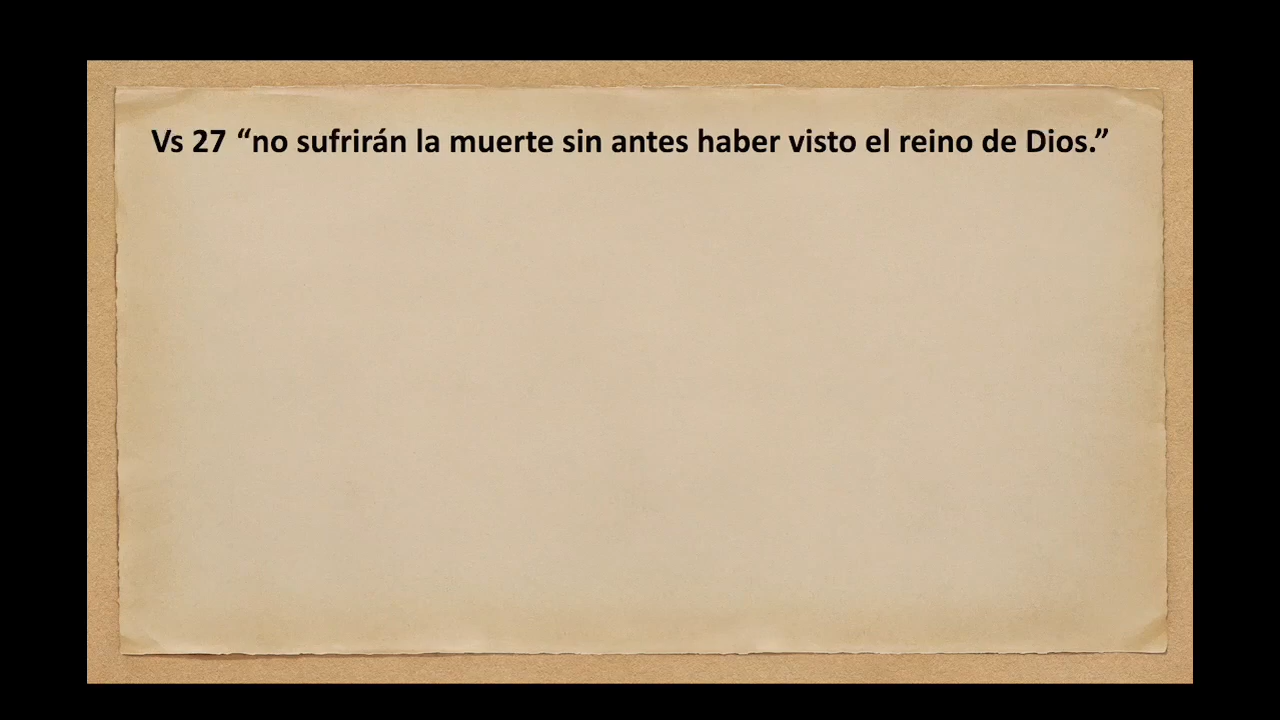 Vs 27 “no sufrirán la muerte sin antes haber visto el reino de Dios.”